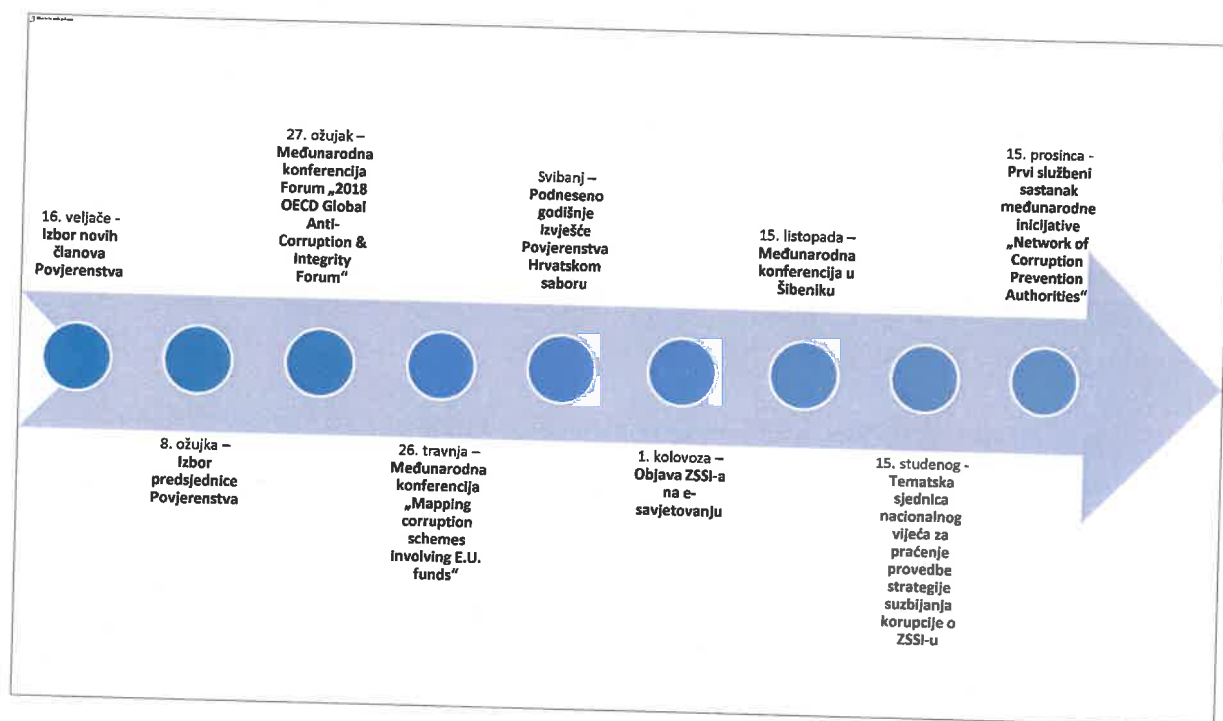 16. veljače -
Izbor novih
članova
Povjerenstva
8. ožujka –
Izbor
predsjednice
Povjerenstva
27. ožujak –
Međunarodna
konferencija
Forum „2018
OECD Global
Anti-
Corruption &
Integrity
Forum“
26. travnja –
Međunarodna
konferencija
„Mapping
corruption
schemes
involving E.U.
funds“
Svibanj –
Podneseno
godišnje
izvješće
Povjerenstva
Hrvatskom
saboru
1. kolovoza –
Objava ZSSI-a
na e-
savjetovanju
15. listopada –
Međunarodna
konferencija u
Šibeniku
15. studenog -
Tematska
sjednica
nacionalnog
vijeća za
praćenje
provedbe
strategije
suzbijanja
korupcije o
ZSSI-u
15. prosinca -
Prvi službeni
sastanak
međunarodne
inicijative
„Network of
Corruption
Prevention
Authorities“